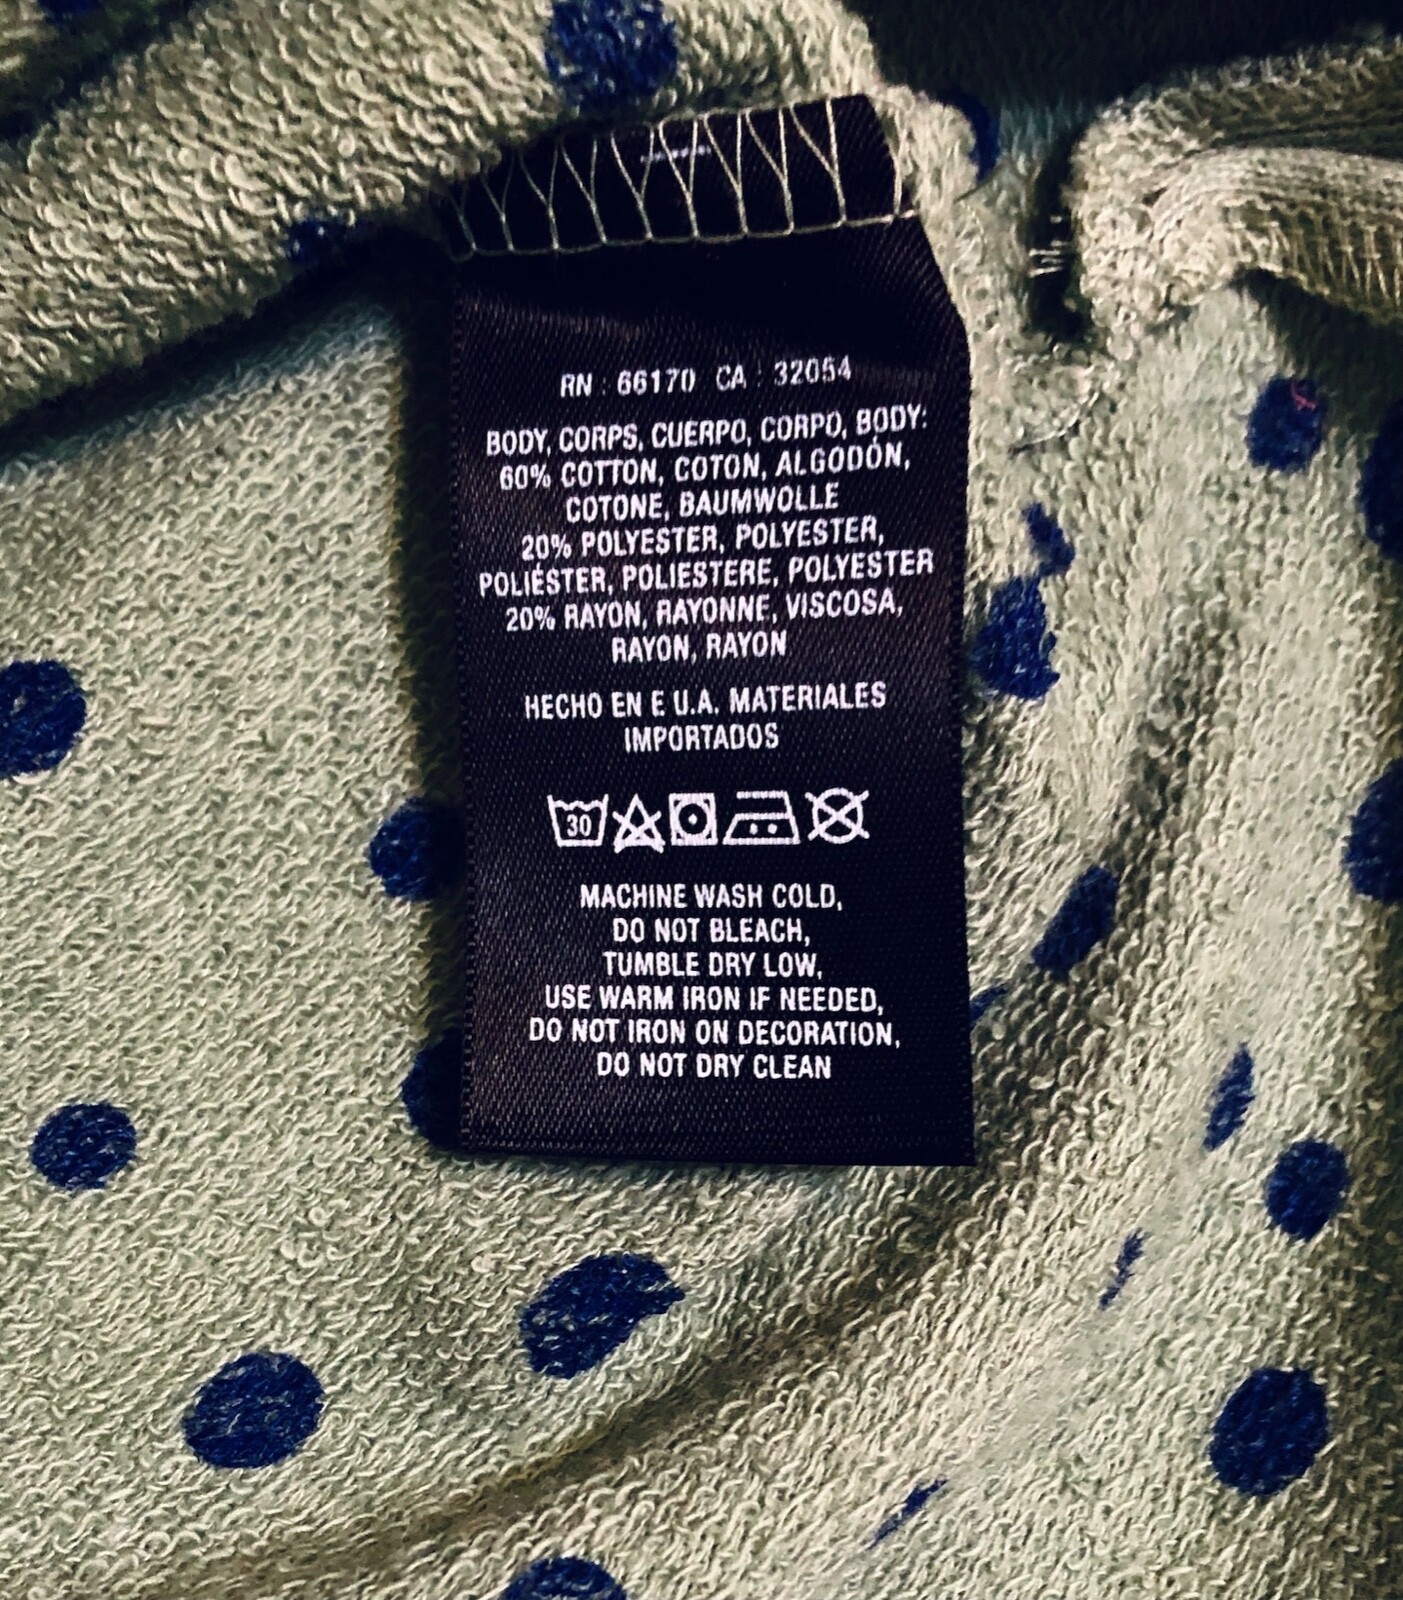 RN : 66170 CA : 32054
BODY, CORPS, CUERPO, CORPO, BODY:
60% COTTON, COTON, ALGODÓN,
COTONE, BAUMWOLLE
20% POLYESTER, POLYESTER,
POLIÉSTER, POLIESTERE, POLYESTER
20% RAYON, RAYONNE, VISCOSA,
RAYON, RAYON
HECHO EN E U.A. MATERIALES
IMPORTADOS
30
MACHINE WASH COLD,
DO NOT BLEACH,
TUMBLE DRY LOW,
USE WARM IRON IF NEEDED,
DO NOT IRON ON DECORATION,
DO NOT DRY CLEAN